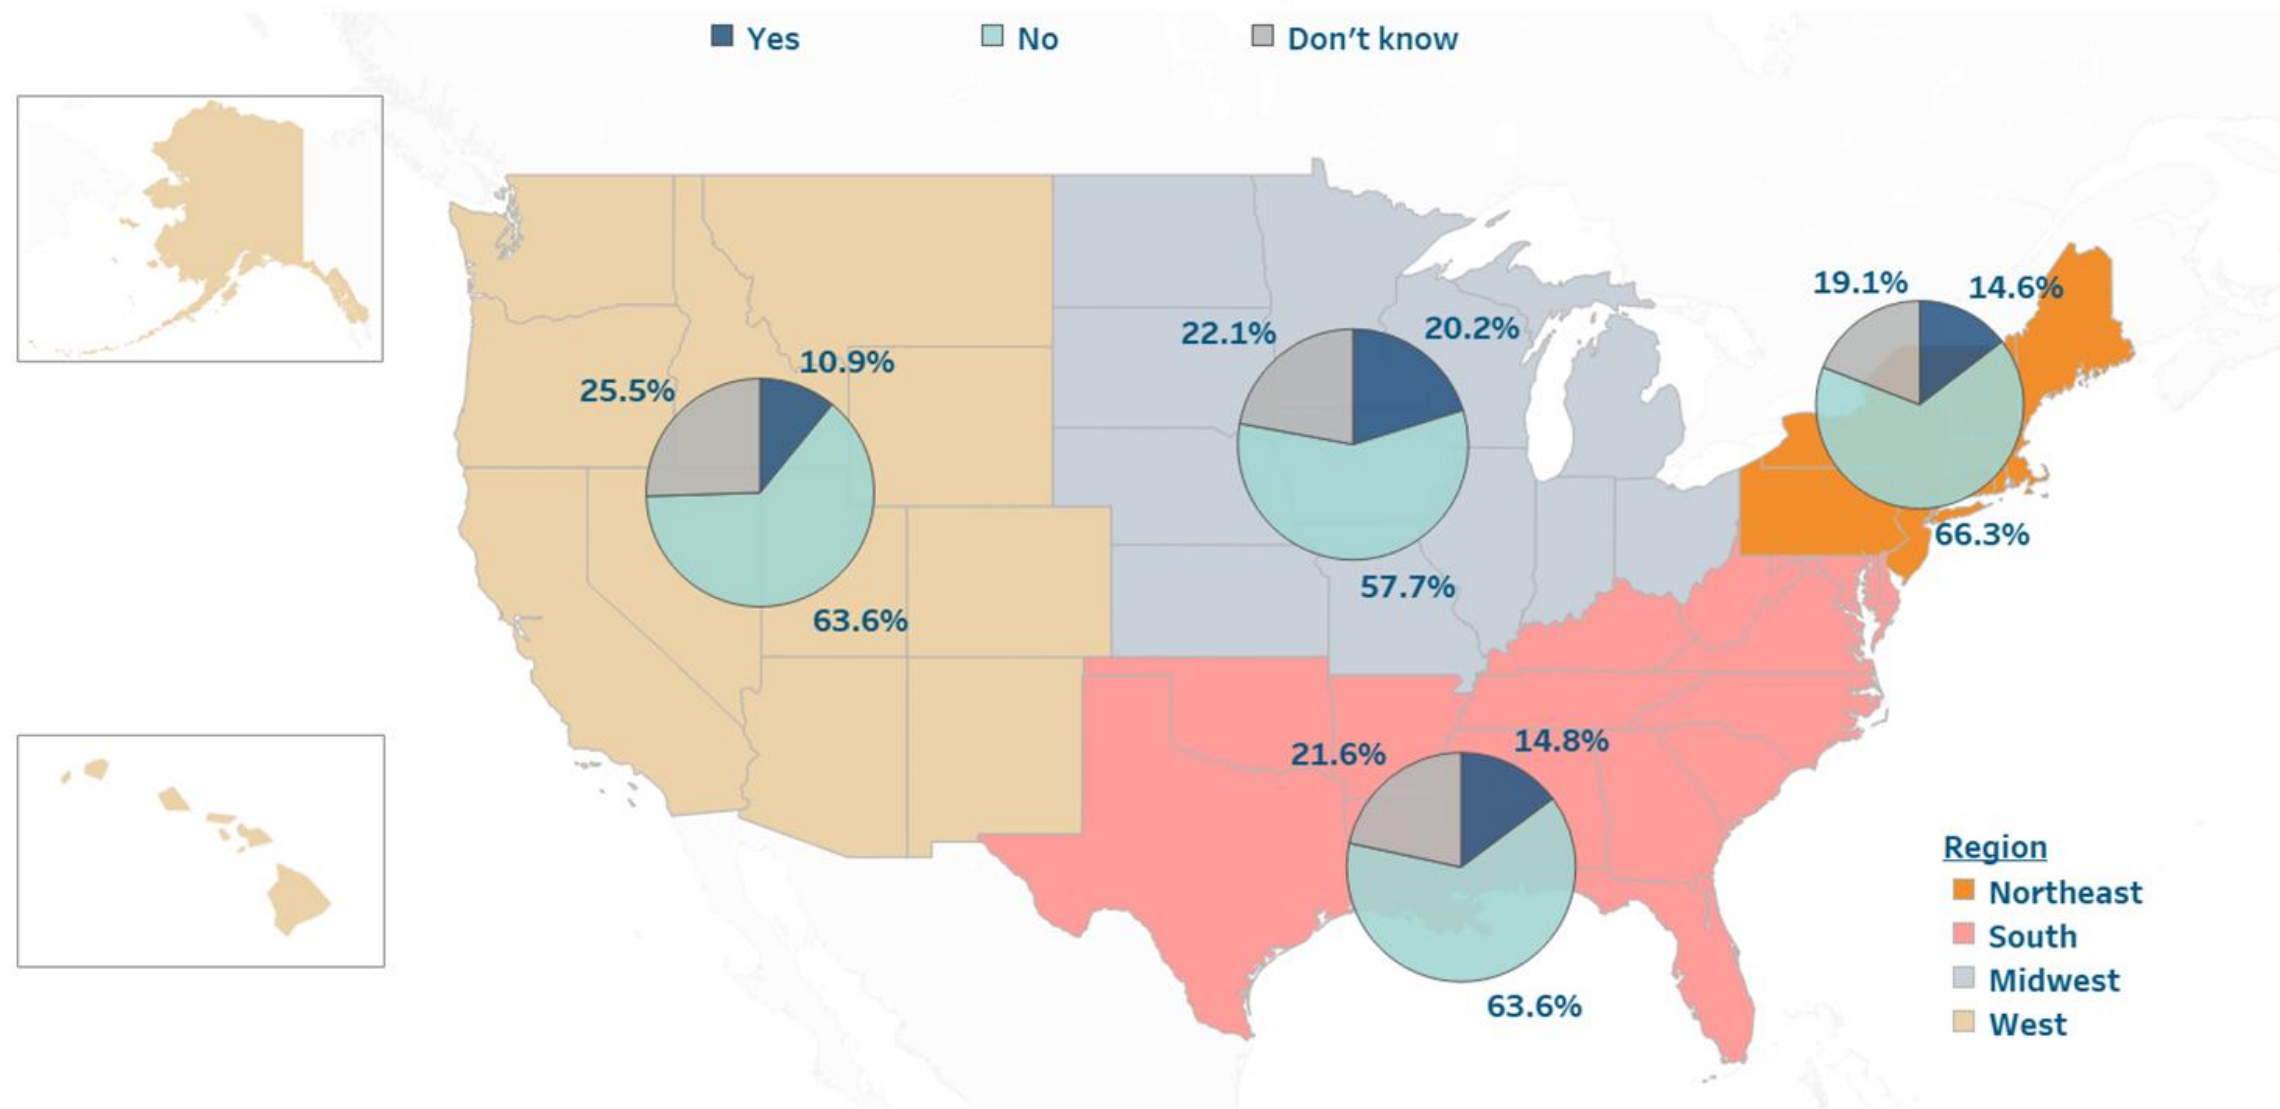 Yes No Don’t know
19.1% 14.6%
22.1% 20.2%
10.9%
25.5%
66.3%
57.7%
63.6%
21.6% 14.8%
63.6%
Region
Northeast
South
Midwest
West